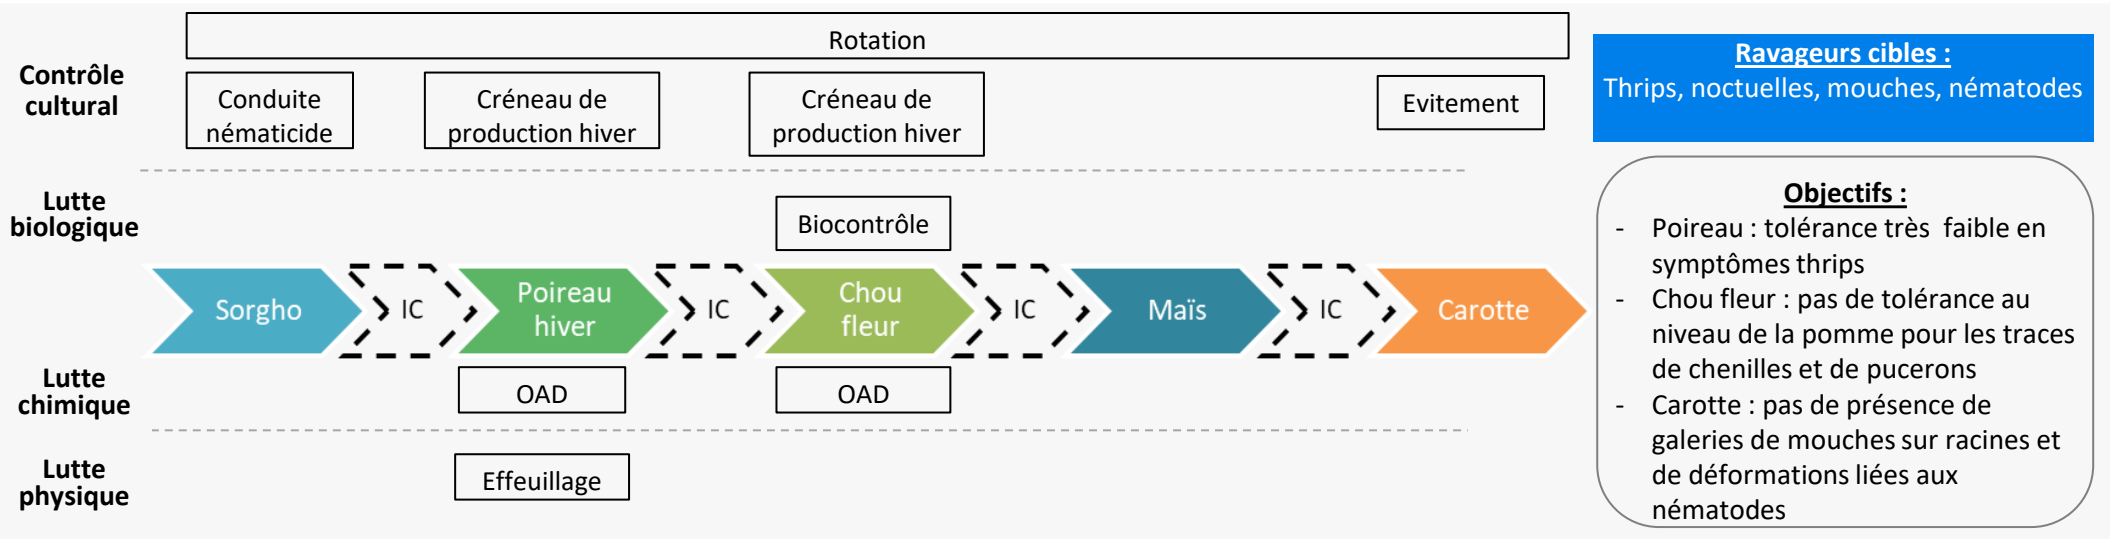 Rotation
Contrôle
cultural
Conduite
nématicide
Créneau de
production hiver
Créneau de
production hiver
Evitement
Lutte
biologique
Biocontrôle
Sorgho
IC
Poireau
hiver
IC
Chou
fleur
IC
Maïs
IC
Carotte
Lutte
chimique
OAD
OAD
Lutte
physique
Effeuillage
Ravageurs cibles :
Thrips, noctuelles, mouches, nématodes
Objectifs :
- Poireau : tolérance très faible en
symptômes thrips
- Chou fleur : pas de tolérance au
niveau de la pomme pour les traces
de chenilles et de pucerons
- Carotte : pas de présence de
galeries de mouches sur racines et
de déformations liées aux
nématodes